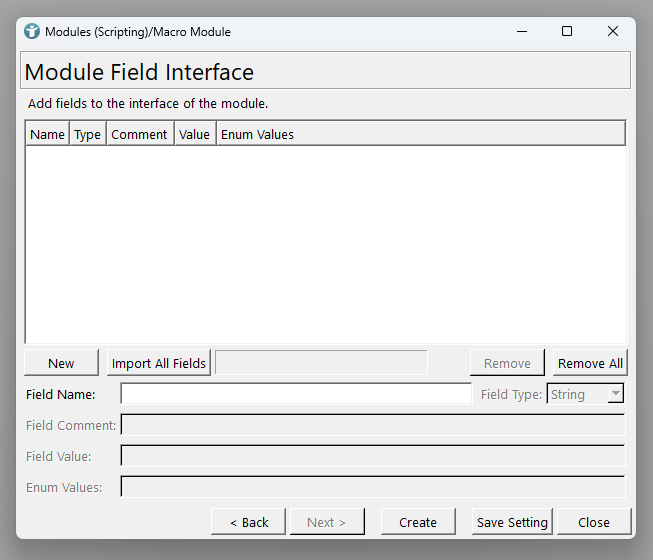 Modules (Scripting)/Macro Module
Module Field Interface
Add fields to the interface of the module.
Name Type Comment Value Enum Values
New Import All Fields Remove Remove All
Field Name: Field Type: String
Field Comment:
Field Value:
Enum Values:
< Back Next > Create Save Setting Close